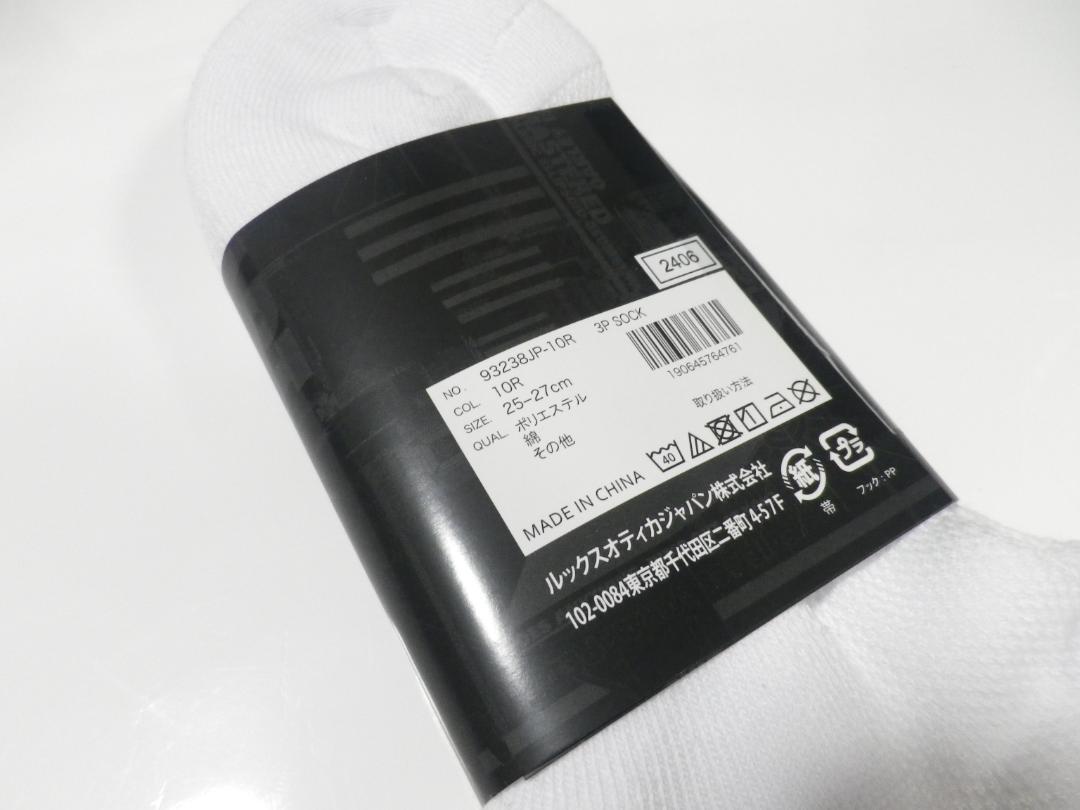 2406
NO. 93238JP-10R 3P SOCK
COL. 10R
SIZE. 25-27cm
QUAL. ポリエステル
綿
その他
190645764761
取り扱い方法
40
MADE IN CHINA
ルックスオティカジャパン株式会社
102-0084東京都千代田区二番町4-57F
紙
帯
プラ
フック:PP